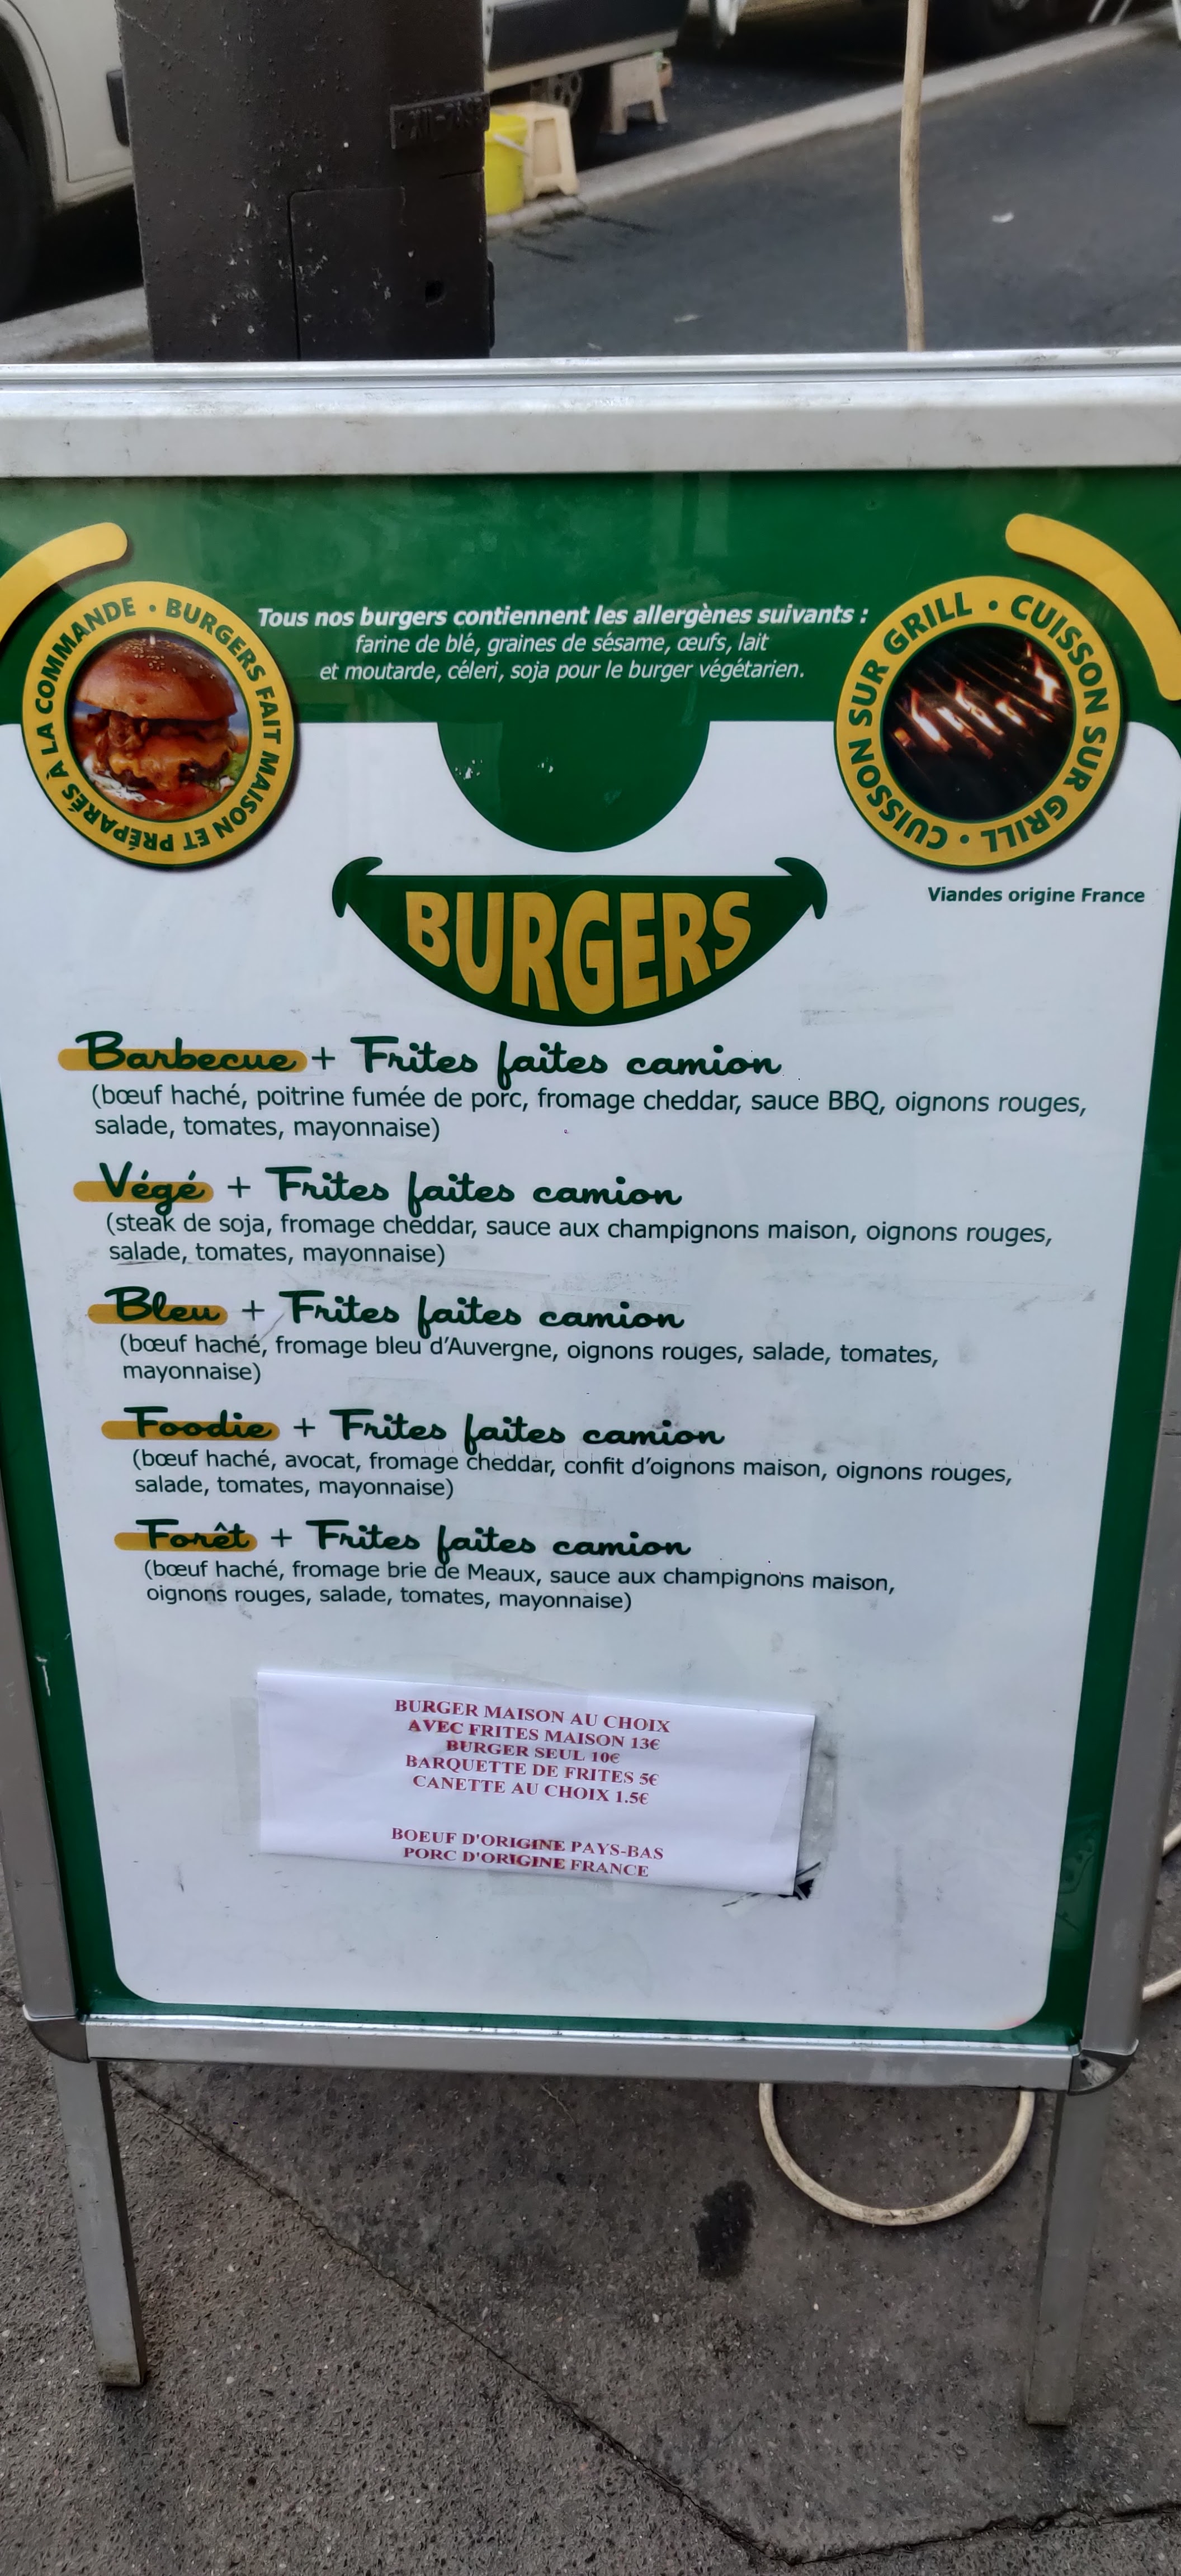 BURGERS FAIT MAISON ET PRÉPARÉS À LA COMMANDE •
Tous nos burgers contiennent les allergènes suivants :
farine de blé, graines de sésame, œufs, lait
et moutarde, céleri, soja pour le burger végétarien.
CUISSON SUR GRILL • CUISSON SUR GRILL •
Viandes origine France
BURGERS
Barbecue + Frites faites camion
(bœuf haché, poitrine fumée de porc, fromage cheddar, sauce BBQ, oignons rouges,
salade, tomates, mayonnaise)
Végé + Frites faites camion
(steak de soja, fromage cheddar, sauce aux champignons maison, oignons rouges,
salade, tomates, mayonnaise)
Bleu + Frites faites camion
(bœuf haché, fromage bleu d'Auvergne, oignons rouges, salade, tomates,
mayonnaise)
Foodie + Frites faites camion
(bœuf haché, avocat, fromage cheddar, confit d'oignons maison, oignons rouges,
salade, tomates, mayonnaise)
Forêt + Frites faites camion
(bœuf haché, fromage brie de Meaux, sauce aux champignons maison,
oignons rouges, salade, tomates, mayonnaise)
BURGER MAISON AU CHOIX
AVEC FRITES MAISON 13€
BURGER SEUL 10€
BARQUETTE DE FRITES 5€
CANETTE AU CHOIX 1.5€
BOEUF D'ORIGINE PAYS-BAS
PORC D'ORIGINE FRANCE